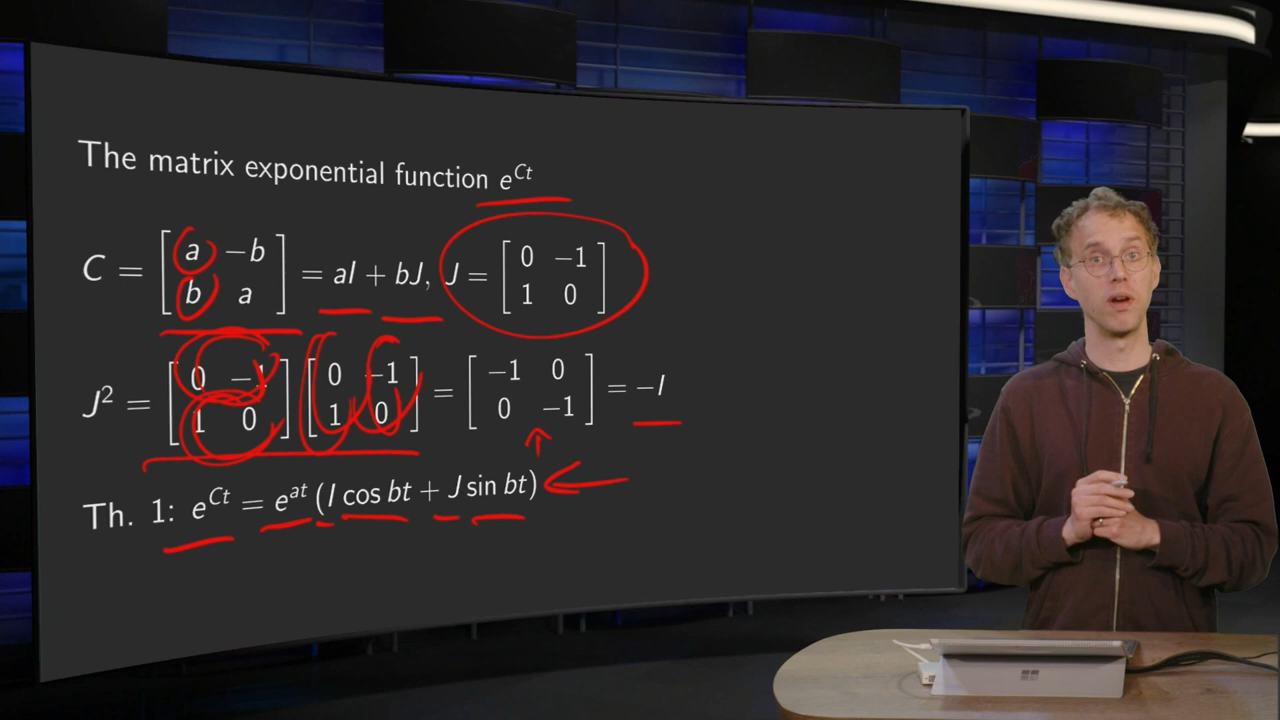 The matrix exponential function e^{Ct}
C = [a −b; b a] = aI + bJ, J = [0 −1; 1 0]
J² = [0 −1; 1 0] [0 −1; 1 0] = [−1 0; 0 −1] = −I
Th. 1: e^{Ct} = e^{at} (I cos bt + J sin bt)